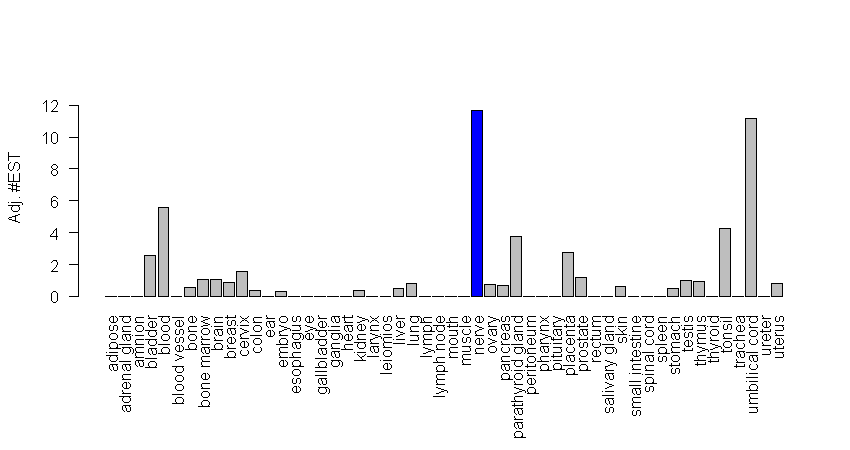 Adj. #EST
12
10
8
6
4
2
0
adipose
adrenal gland
amnion
bladder
blood
blood vessel
bone
bone marrow
brain
breast
cervix
colon
ear
embryo
esophagus
eye
gallbladder
ganglia
heart
kidney
larynx
leiomios
liver
lung
lymph
lymph node
mouth
muscle
nerve
ovary
pancreas
parathyroid gland
peritoneum
pharynx
pituitary
placenta
prostate
rectum
salivary gland
skin
small intestine
spinal cord
spleen
stomach
testis
thymus
thyroid
tonsil
trachea
umbilical cord
ureter
uterus